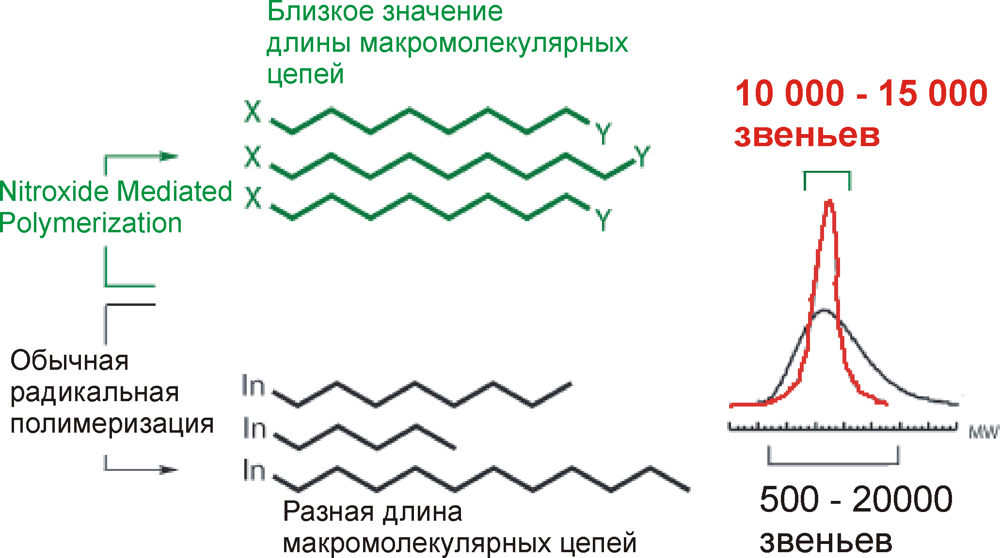 Близкое значение
длины макромолекулярных
цепей
10 000 - 15 000
звеньев
X
Y
X
Y
X
Y
Nitroxide Mediated
Polymerization
Обычная
радикальная
полимеризация
In
In
In
MW
Разная длина
макромолекулярных цепей
500 - 20000
звеньев